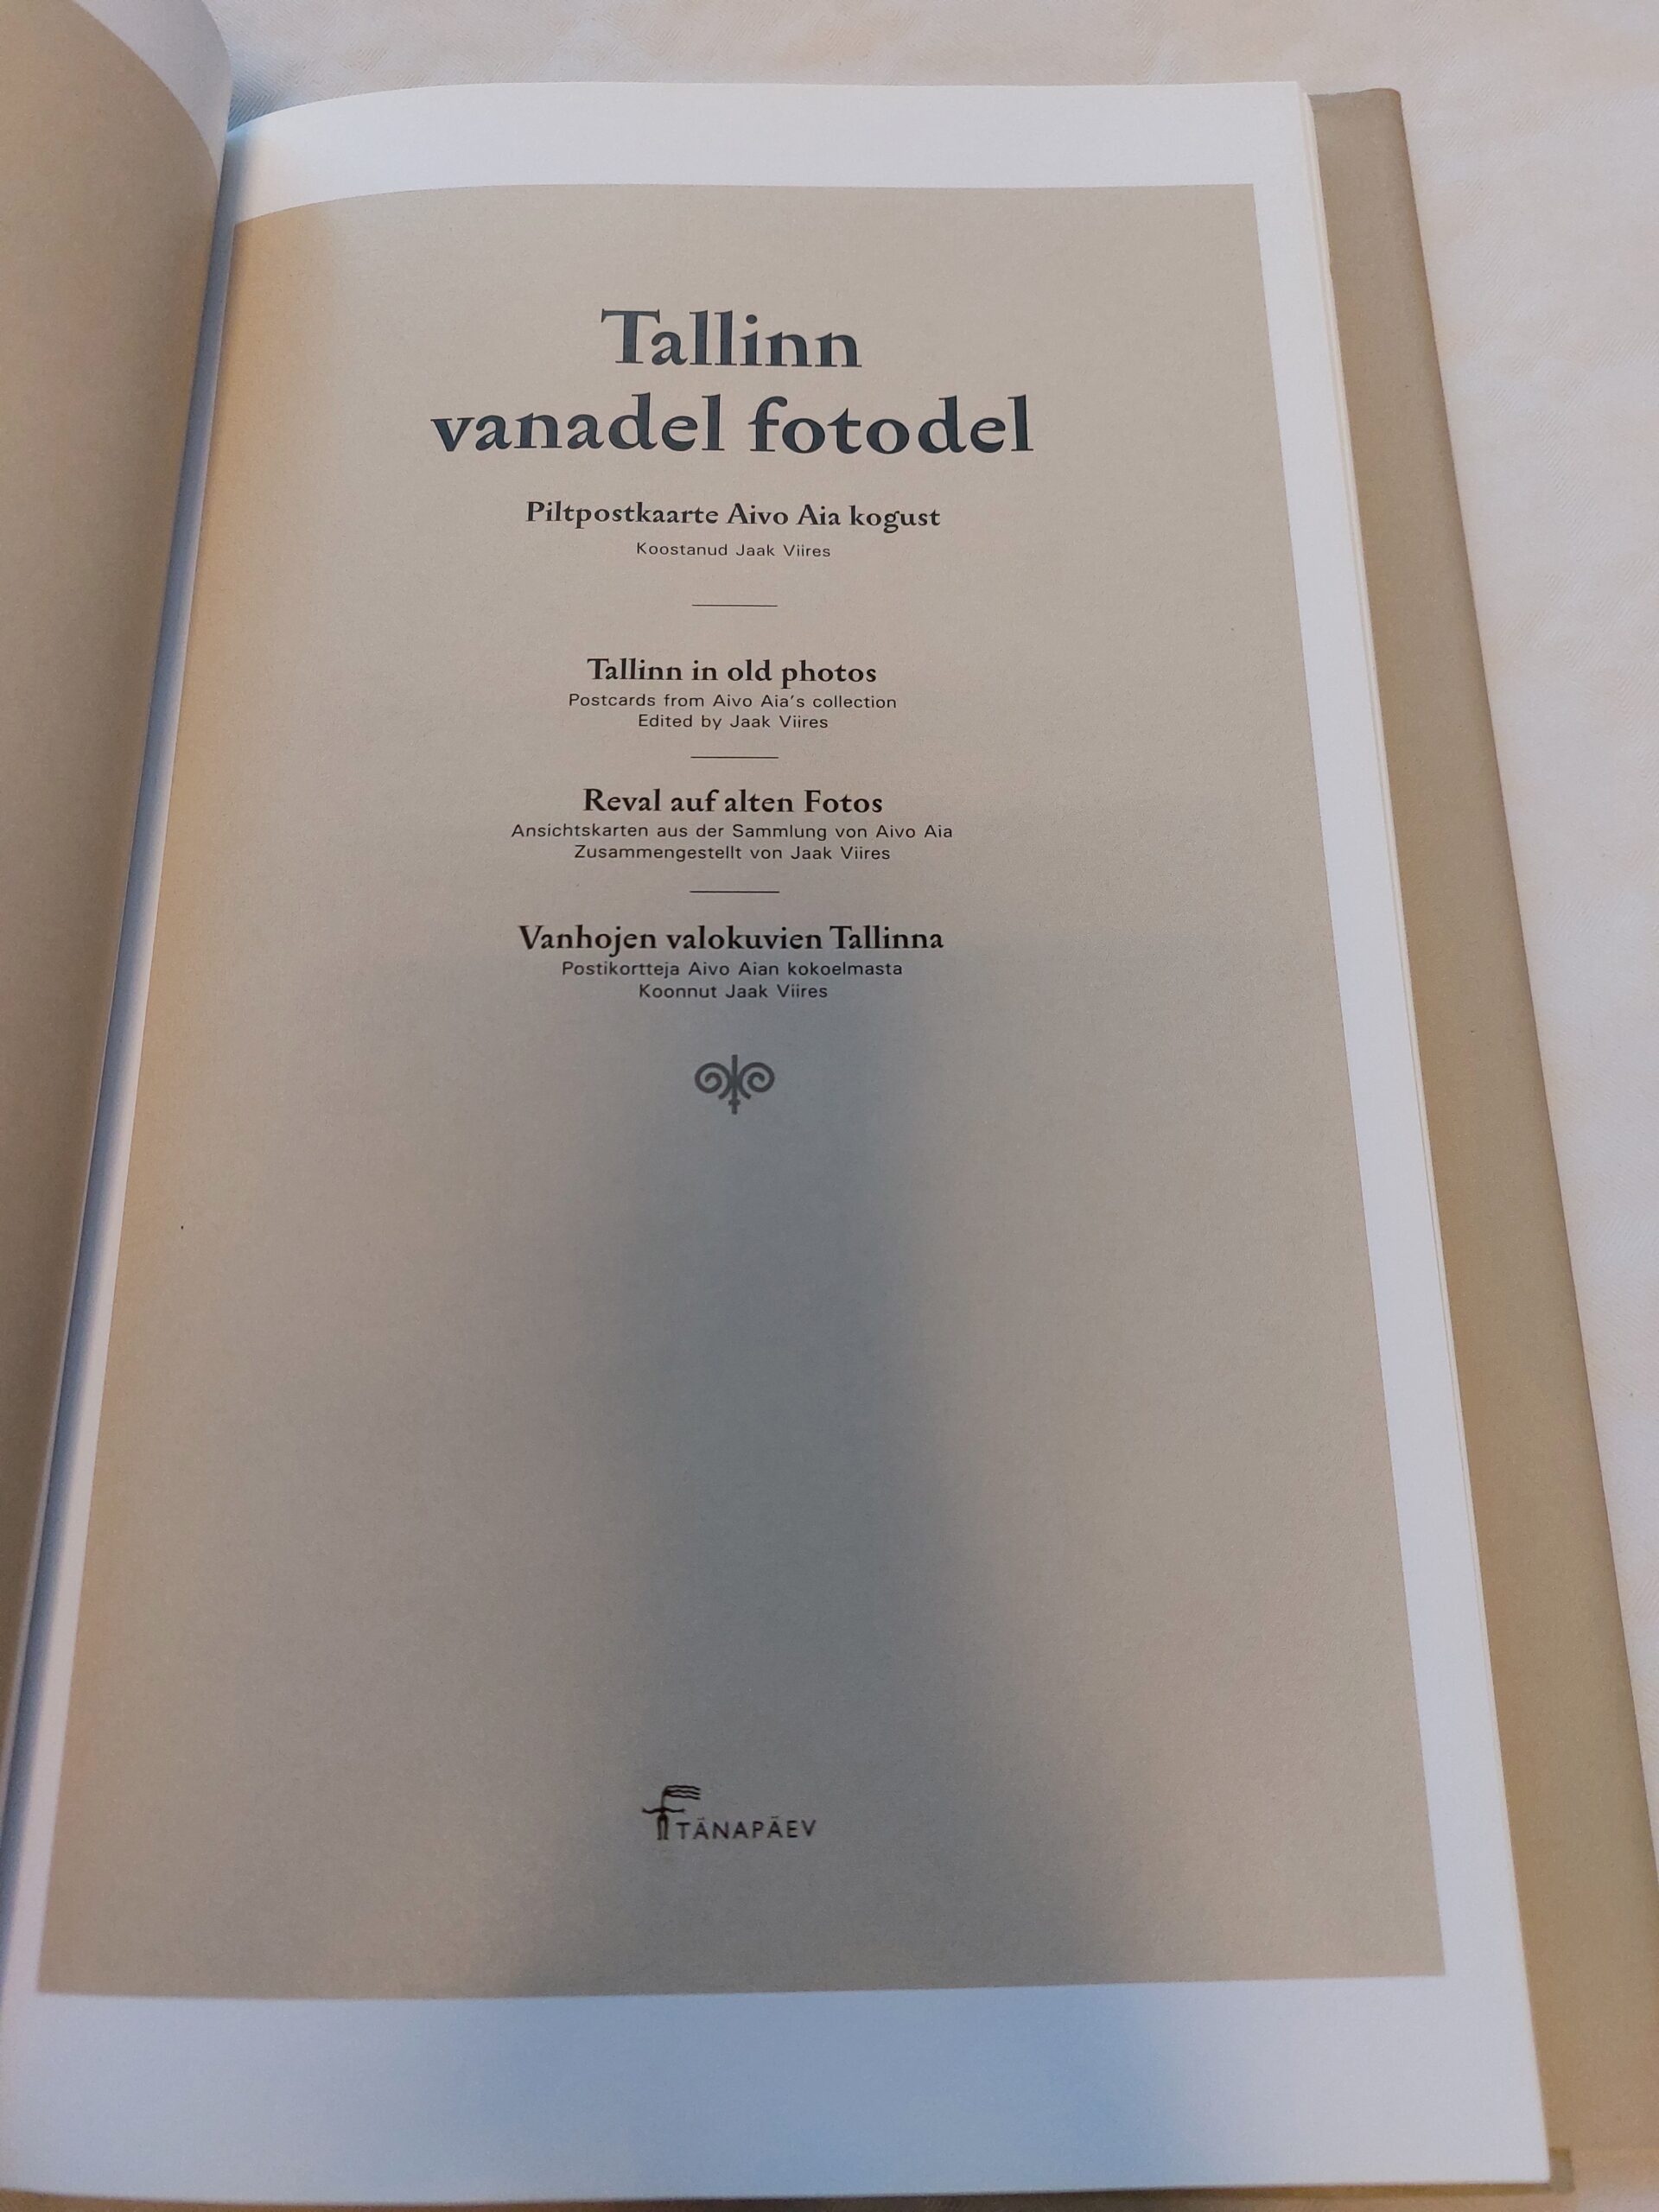 Tallinn
vanadel fotodel
Piltpostkaarte Aivo Aia kogust
Koostanud Jaak Viires
Tallinn in old photos
Postcards from Aivo Aia's collection
Edited by Jaak Viires
Reval auf alten Fotos
Ansichtskarten aus der Sammlung von Aivo Aia
Zusammengestellt von Jaak Viires
Vanhojen valokuvien Tallinna
Postikortteja Aivo Aian kokoelmasta
Koonnut Jaak Viires
TÄNAPÄEV